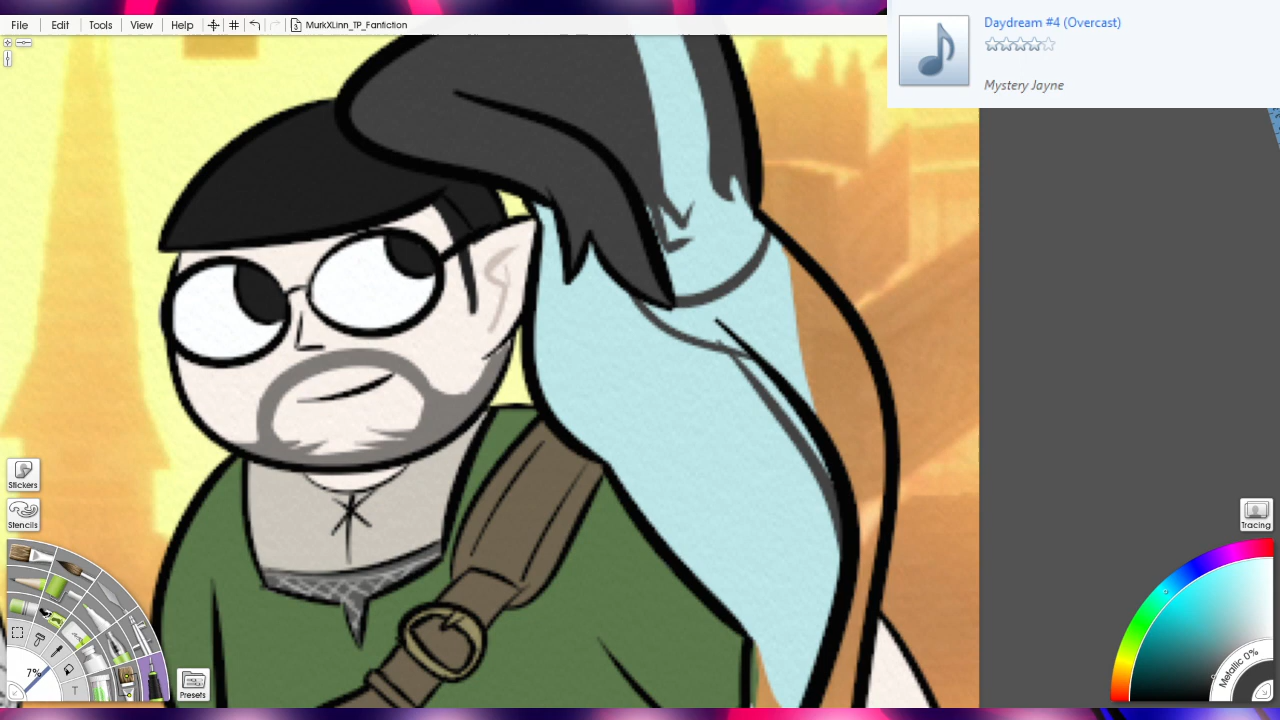 File Edit Tools View Help MurkXLinn_TP_Fanfiction
Daydream #4 (Overcast)
Mystery Jayne
Stickers
Stencils
7%
T
Presets
Tracing
Metallic 0%